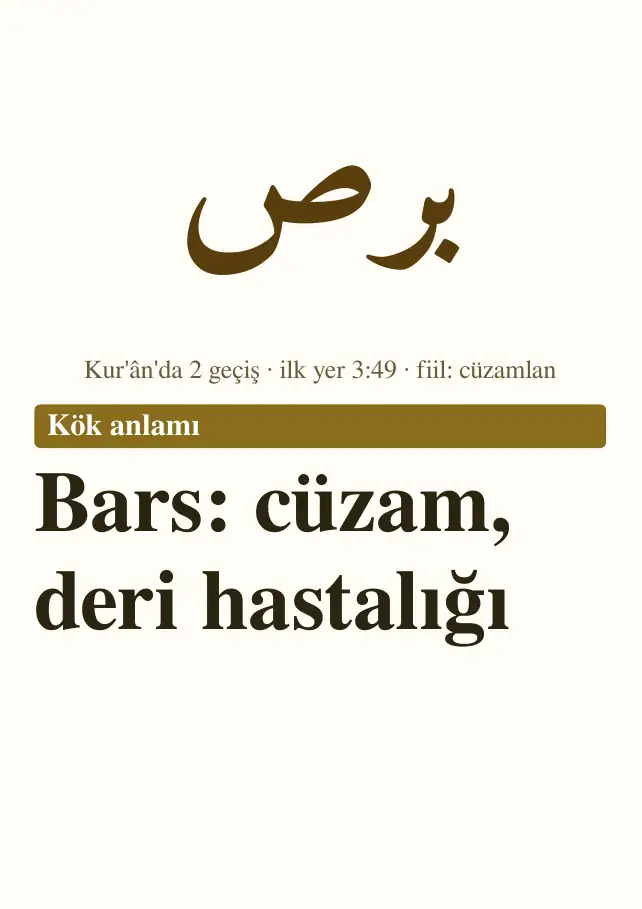 برص
Kur'ân'da 2 geçiş · ilk yer 3:49 · fiil: cüzamlan
Kök anlamı
Bars: cüzam,
deri hastalığı